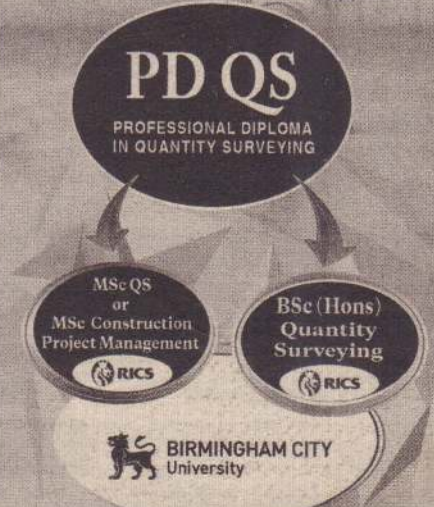 PD QS
PROFESSIONAL DIPLOMA
IN QUANTITY SURVEYING
MSc QS
or
MSc Construction
Project Management
RICS
BSc (Hons)
Quantity
Surveying
RICS
BIRMINGHAM CITY
University